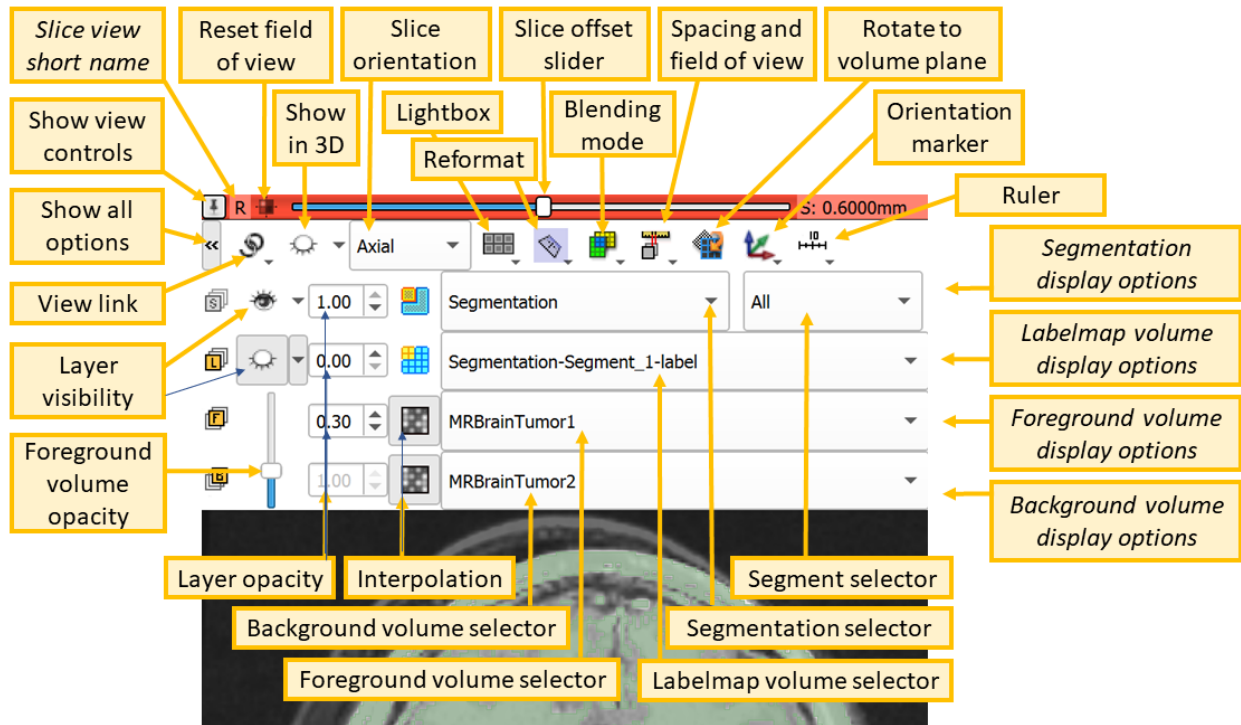 Slice view
short name
Reset field
of view
Slice
orientation
Slice offset
slider
Spacing and
field of view
Rotate to
volume plane
Show view
controls
Show
in 3D
Lightbox
Blending
mode
Orientation
marker
Reformat
Ruler
Show all
options
R
S: 0.6000mm
Axial
10
Segmentation
display options
View link
S
1.00
Segmentation
All
Labelmap volume
display options
Layer
visibility
L
0.00
Segmentation-Segment_1-label
Foreground volume
display options
F
0.30
MRBrainTumor1
Foreground
volume
opacity
B
1.00
MRBrainTumor2
Background volume
display options
Layer opacity
Interpolation
Segment selector
Background volume selector
Segmentation selector
Foreground volume selector
Labelmap volume selector